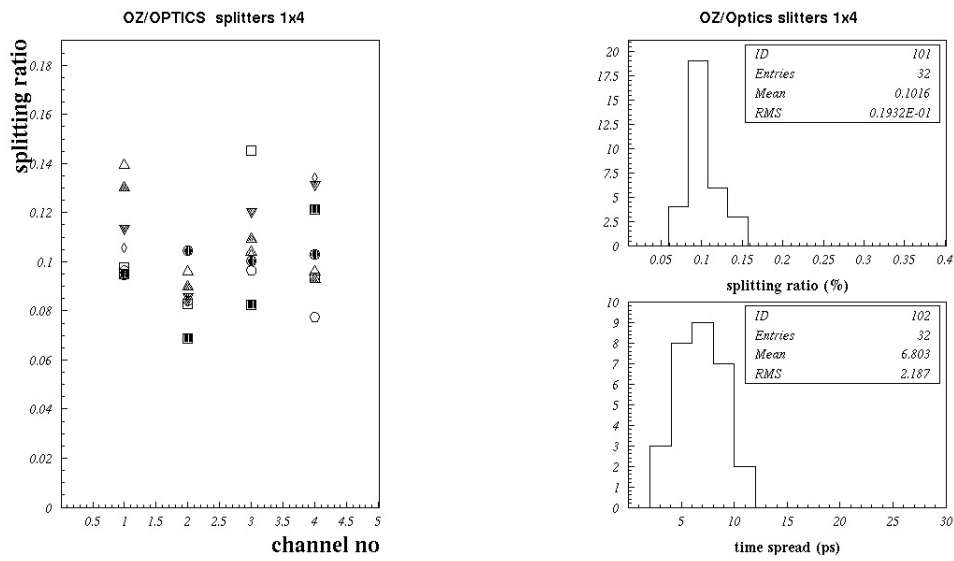 OZ/OPTICS splitters 1x4
splitting ratio
0.18
0.16
0.14
0.12
0.1
0.08
0.06
0.04
0.02
0
0.5 1 1.5 2 2.5 3 3.5 4 4.5 5
channel no
OZ/Optics slitters 1x4
20
17.5
15
12.5
10
7.5
5
2.5
0
ID 101
Entries 32
Mean 0.1016
RMS 0.1932E-01
0.05 0.1 0.15 0.2 0.25 0.3 0.35 0.4
splitting ratio (%)
10
9
8
7
6
5
4
3
2
1
0
ID 102
Entries 32
Mean 6.803
RMS 2.187
5 10 15 20 25 30
time spread (ps)